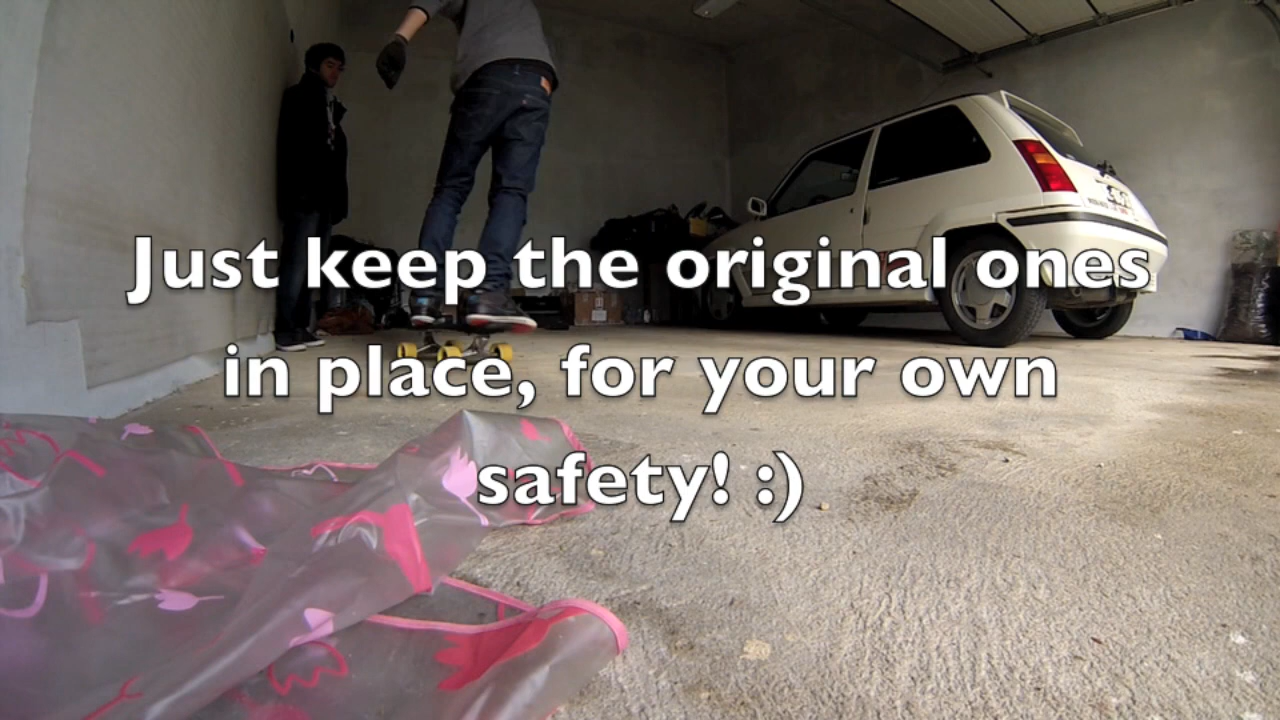 Just keep the original ones
in place, for your own
safety! :)